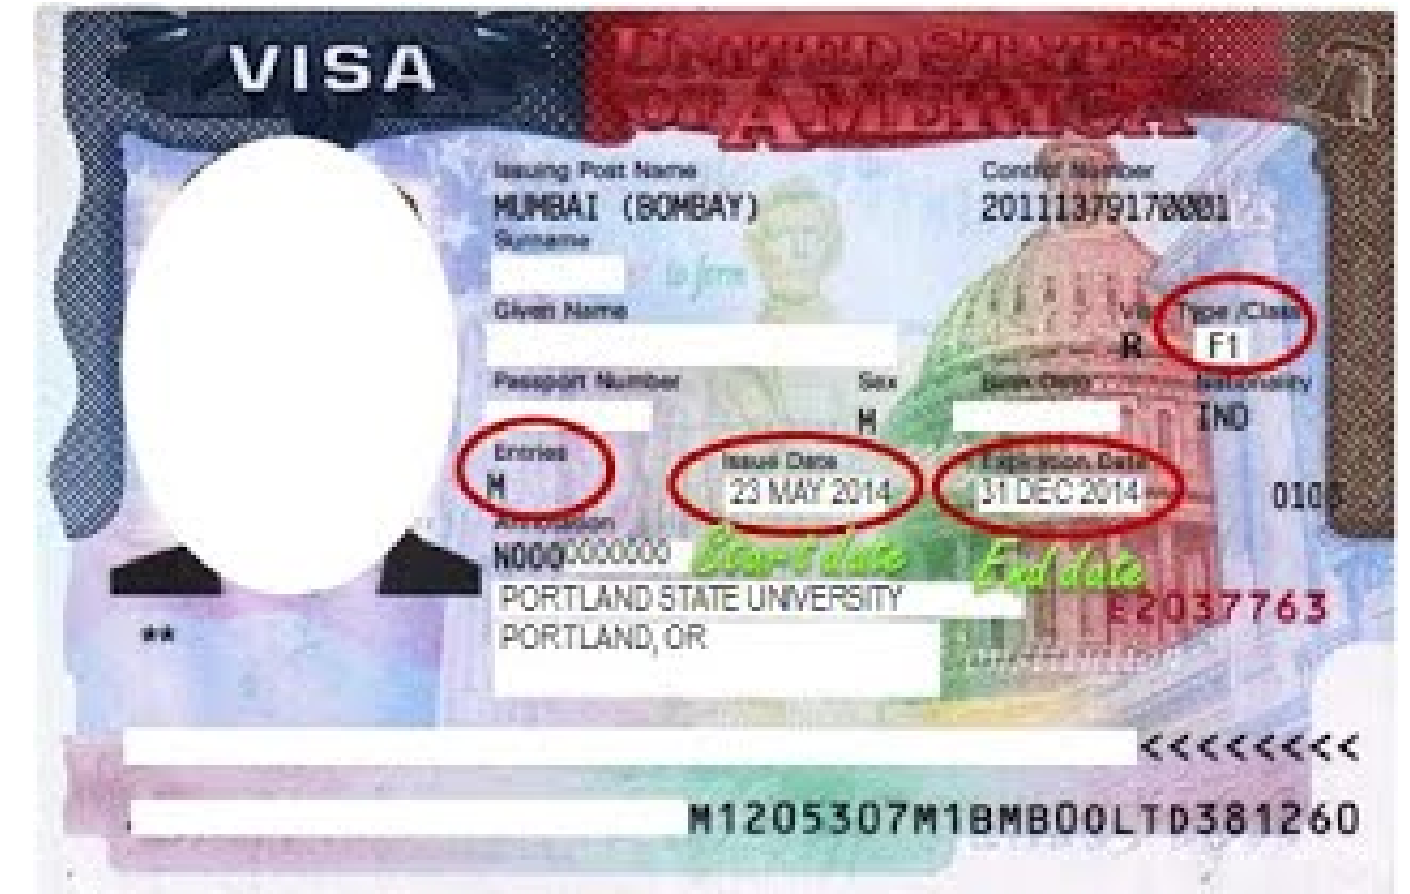 VISA
UNITED STATES
OF AMERICA
Issuing Post Name
Control Number
MUMBAI (BOMBAY)
20111379170001
Surname
Given Name
Type /Class
R F1
Passport Number
Sex
Birth Date
Nationality
M
IND
Entries
Issue Date
Expiration Date
M
23 MAY 2014
31 DEC 2014
Annotation
N0000000000
Start date
End date
PORTLAND STATE UNIVERSITY
E2037763
PORTLAND, OR
**
<<<<<<<<
M1205307M1BMB00LTD381260